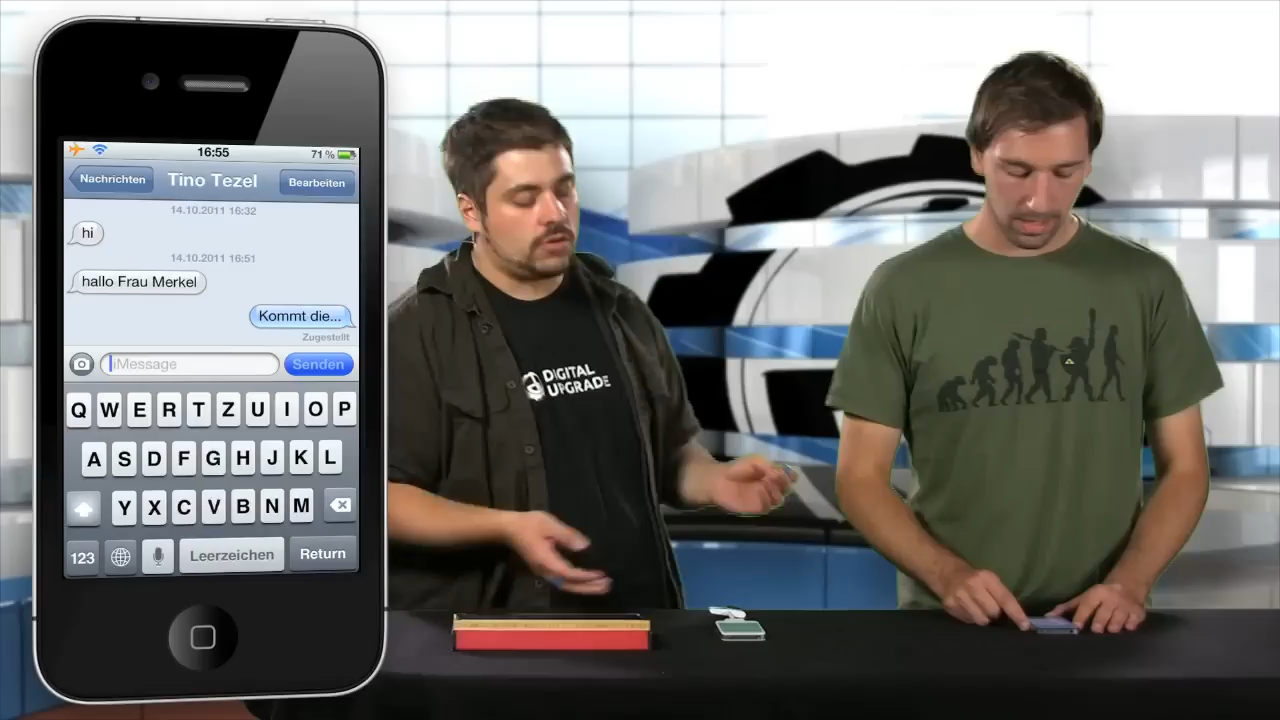 16:55
71 %
Nachrichten
Tino Tezel
Bearbeiten
14.10.2011 16:32
hi
14.10.2011 16:51
hallo Frau Merkel
Kommt die...
Zugestellt
iMessage
Senden
Q W E R T Z U I O P
A S D F G H J K L
Y X C V B N M
123
Leerzeichen
Return
DIGITAL
UPGRADE